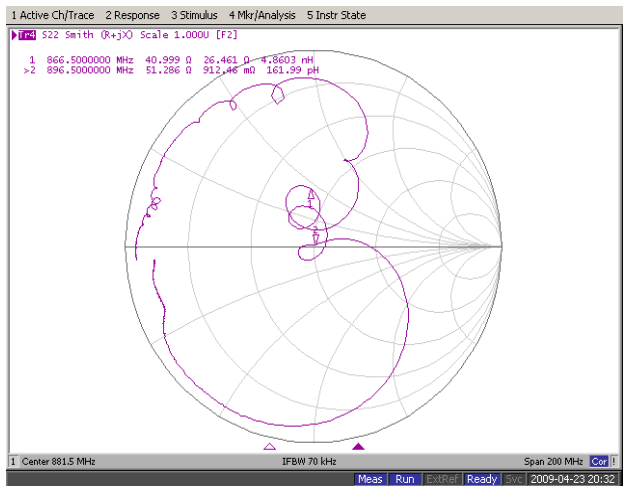 1 Active Ch/Trace 2 Response 3 Stimulus 4 Mkr/Analysis 5 Instr State
Tr4 S22 Smith (R+jX) Scale 1.000U [F2]
1 866.5000000 MHz 40.999 Ω 26.461 Ω 4.8603 nH
>2 896.5000000 MHz 51.286 Ω 912.46 mΩ 161.99 pH
1
2
1 Center 881.5 MHz IFBW 70 kHz Span 200 MHz Cor !
Meas Run ExtRef Ready Svc 2009-04-23 20:32